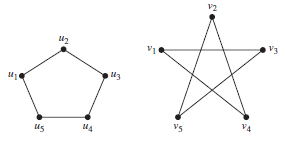 u₂
v₂
u₁
u₃
v₁
v₃
u₅
u₄
v₅
v₄